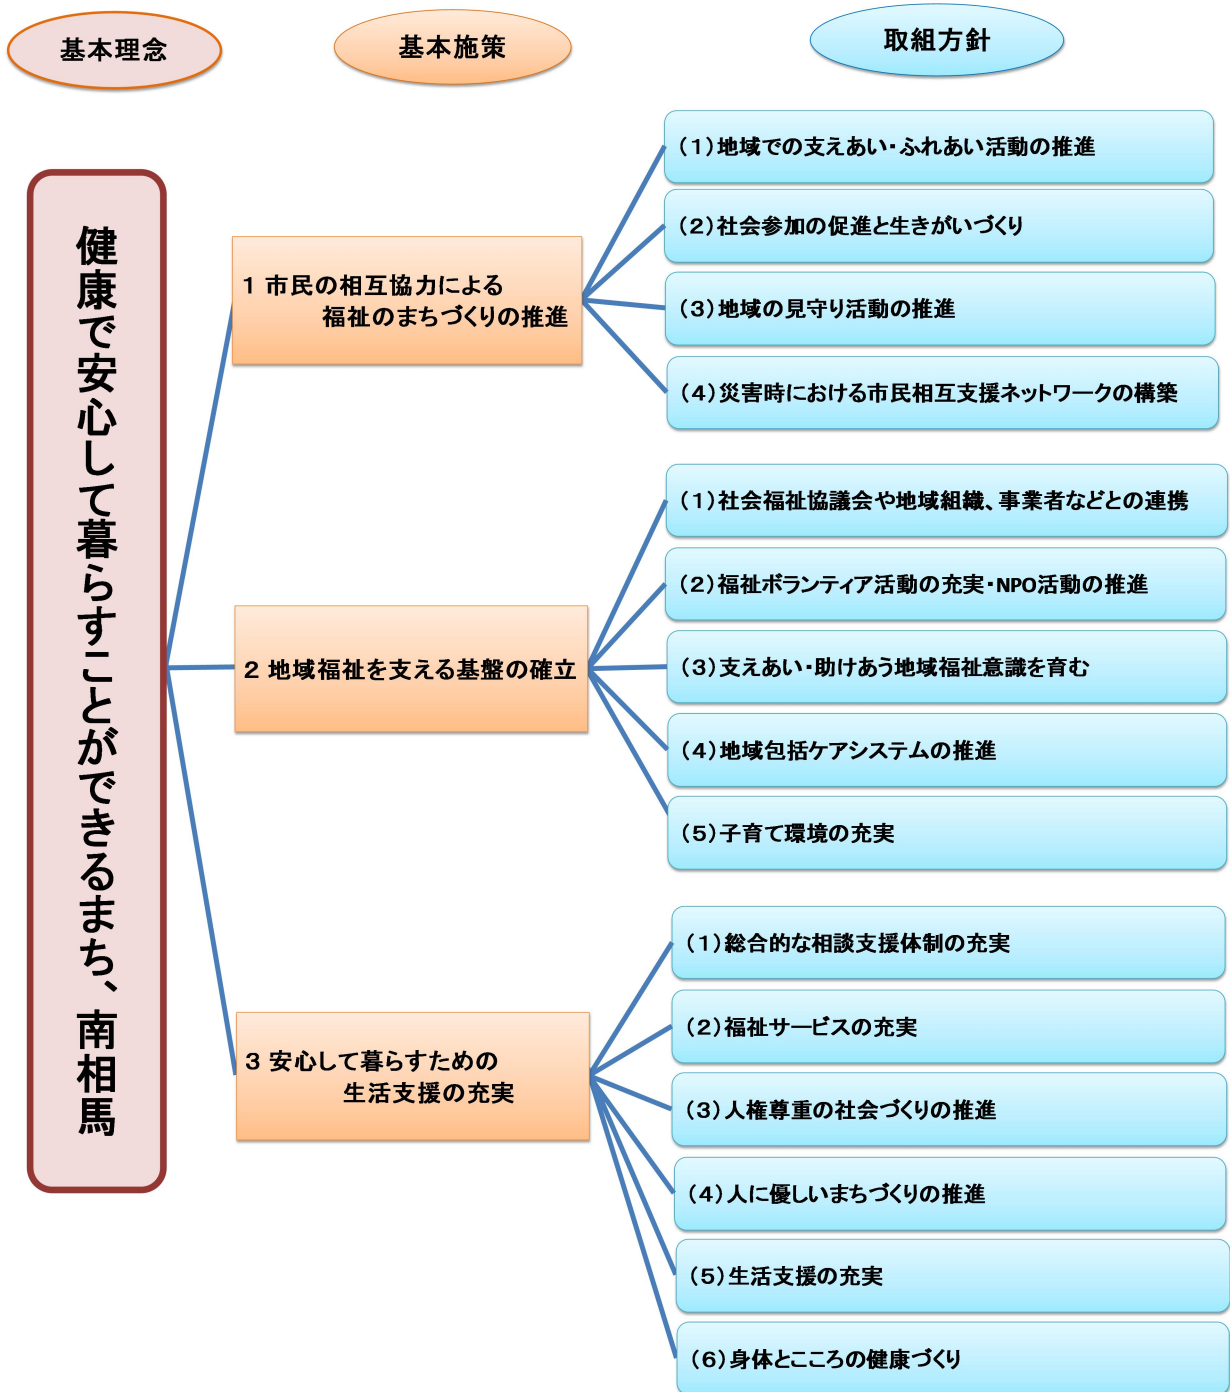 基本理念
基本施策
取組方針
健康で安心して暮らすことができるまち、南相馬
1 市民の相互協力による
福祉のまちづくりの推進
(1)地域での支えあい・ふれあい活動の推進
(2)社会参加の促進と生きがいづくり
(3)地域の見守り活動の推進
(4)災害時における市民相互支援ネットワークの構築
2 地域福祉を支える基盤の確立
(1)社会福祉協議会や地域組織、事業者などとの連携
(2)福祉ボランティア活動の充実・NPO活動の推進
(3)支えあい・助けあう地域福祉意識を育む
(4)地域包括ケアシステムの推進
(5)子育て環境の充実
3 安心して暮らすための
生活支援の充実
(1)総合的な相談支援体制の充実
(2)福祉サービスの充実
(3)人権尊重の社会づくりの推進
(4)人に優しいまちづくりの推進
(5)生活支援の充実
(6)身体とこころの健康づくり